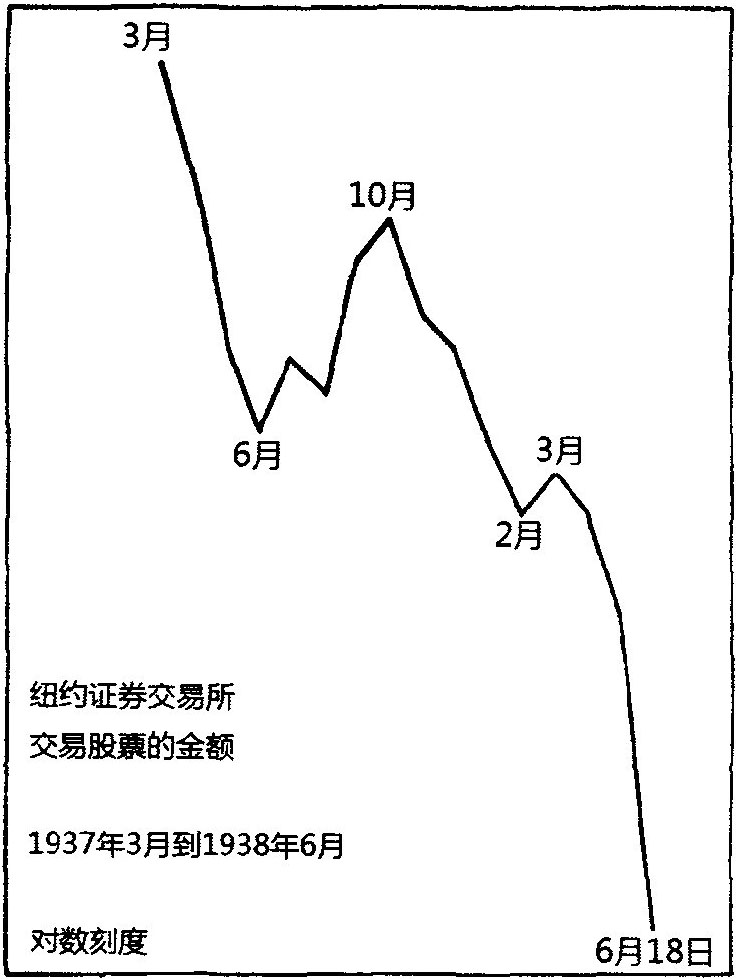 3月
10月
6月
3月
2月
纽约证券交易所
交易股票的金额
1937年3月到1938年6月
对数刻度
6月18日